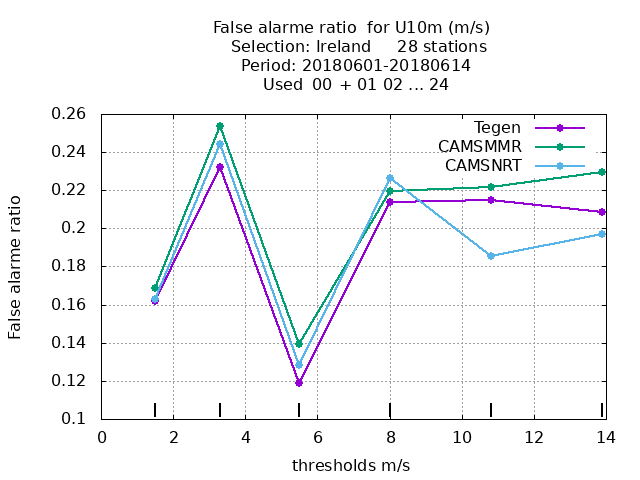 False alarme ratio  for U10m (m/s)
Selection: Ireland     28 stations
Period: 20180601-20180614
Used  00  + 01 02 ... 24
Tegen
CAMSMMR
CAMSNRT
0.26
0.24
0.22
0.2
0.18
0.16
0.14
0.12
0.1
False alarme ratio
0 2 4 6 8 10 12 14
thresholds m/s